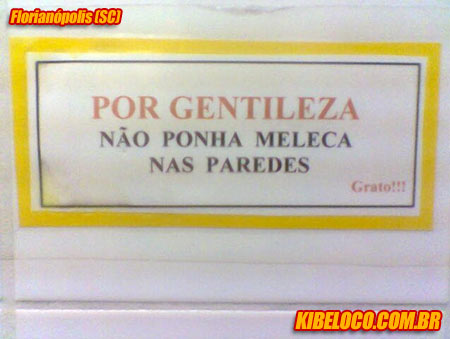 Florianópolis (SC)
POR GENTILEZA
NÃO PONHA MELECA
NAS PAREDES
Grato!!!
KIBELOCO.COM.BR